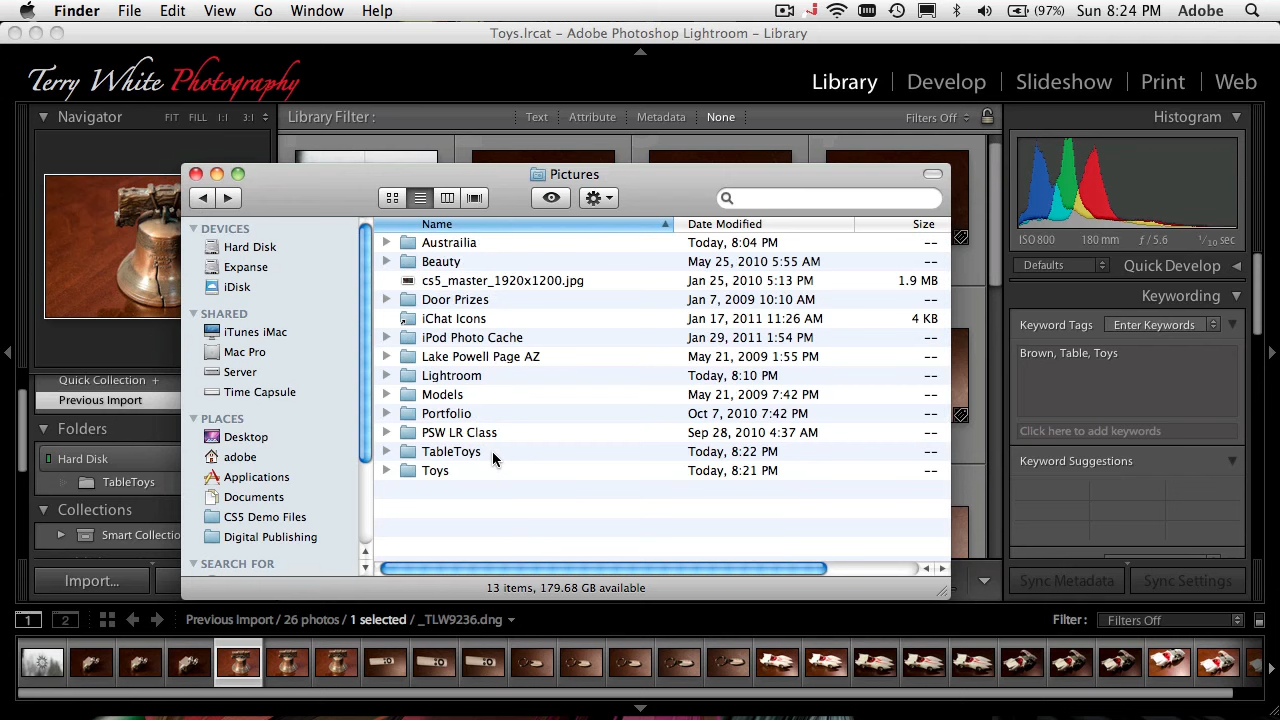 Finder File Edit View Go Window Help (97%) Sun 8:24 PM Adobe
Toys.lrcat - Adobe Photoshop Lightroom - Library
Terry White Photography
Library Develop Slideshow Print Web
Navigator FIT FILL 1:1 3:1
Library Filter : Text Attribute Metadata None Filters Off
Histogram
Pictures
Name Date Modified Size
DEVICES
Hard Disk
Expanse
iDisk
SHARED
iTunes iMac
Mac Pro
Server
Time Capsule
PLACES
Desktop
adobe
Applications
Documents
CS5 Demo Files
Digital Publishing
SEARCH FOR
Austrailia Today, 8:04 PM --
Beauty May 25, 2010 5:55 AM --
cs5_master_1920x1200.jpg Jan 25, 2010 5:13 PM 1.9 MB
Door Prizes Jan 7, 2009 10:10 AM --
iChat Icons Jan 17, 2011 11:26 AM 4 KB
iPod Photo Cache Jan 29, 2011 1:54 PM --
Lake Powell Page AZ May 21, 2009 1:55 PM --
Lightroom Today, 8:10 PM --
Models May 21, 2009 7:42 PM --
Portfolio Oct 7, 2010 7:42 PM --
PSW LR Class Sep 28, 2010 4:37 AM --
TableToys Today, 8:22 PM --
Toys Today, 8:21 PM --
13 items, 179.68 GB available
ISO 800 180 mm ƒ / 5.6 1/10 sec
Defaults Quick Develop
Keywording
Keyword Tags Enter Keywords
Brown, Table, Toys
Click here to add keywords
Keyword Suggestions
Sync Metadata Sync Settings
Quick Collection +
Previous Import
Folders
Hard Disk
TableToys
Collections
Smart Collectio
Import...
1 2 Previous Import / 26 photos / 1 selected / _TLW9236.dng Filter : Filters Off